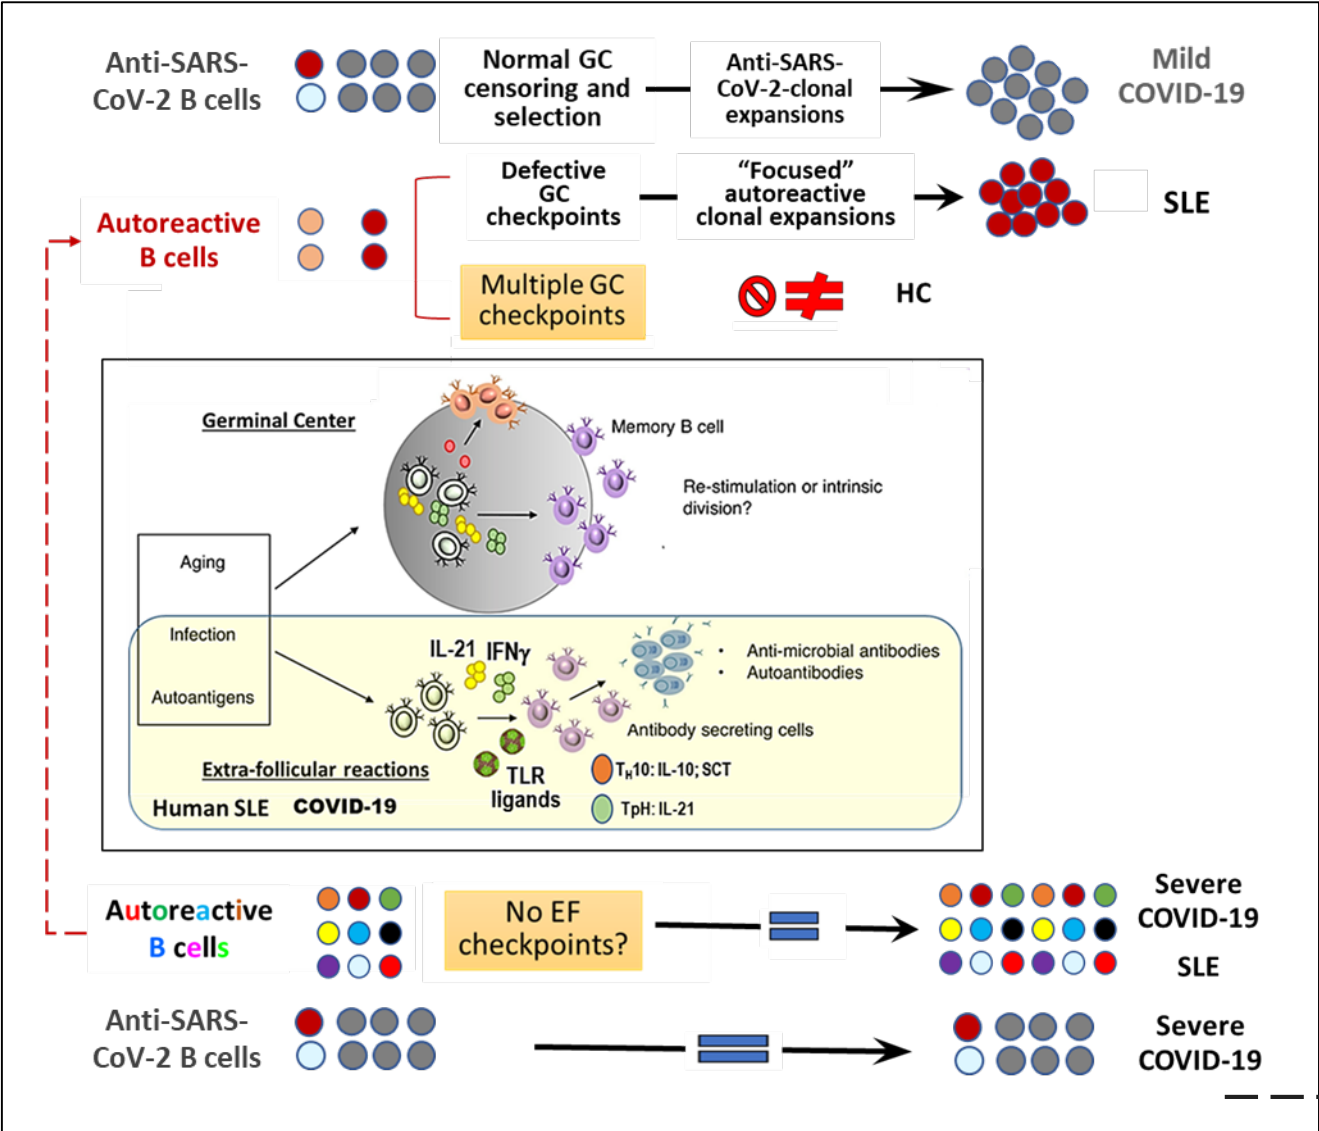 Anti-SARS-
CoV-2 B cells
Normal GC
censoring and
selection
Anti-SARS-
CoV-2-clonal
expansions
Mild
COVID-19
Autoreactive
B cells
Defective
GC
checkpoints
“Focused”
autoreactive
clonal expansions
SLE
Multiple GC
checkpoints
HC
Germinal Center
Memory B cell
Re-stimulation or intrinsic
division?
Aging
Infection
Autoantigens
IL-21 IFNγ
• Anti-microbial antibodies
• Autoantibodies
Antibody secreting cells
Extra-follicular reactions
TLR
ligands
TH10: IL-10; SCT
TpH: IL-21
Human SLE COVID-19
Autoreactive
B cells
No EF
checkpoints?
Severe
COVID-19
SLE
Anti-SARS-
CoV-2 B cells
Severe
COVID-19